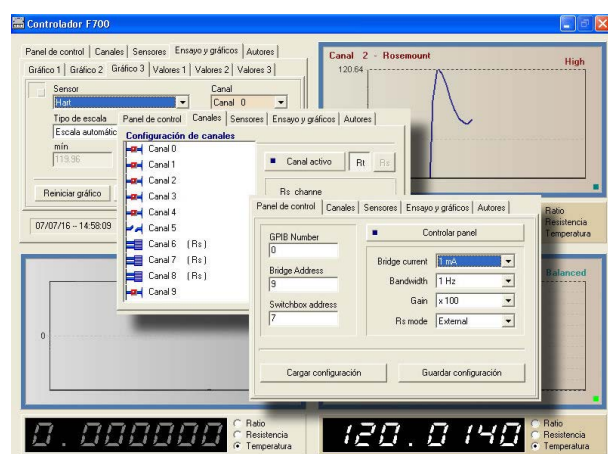 Controlador F700
Panel de control Canales Sensores Ensayo y gráficos Autores
Gráfico 1 Gráfico 2 Gráfico 3 Valores 1 Valores 2 Valores 3
Sensor Canal
Hart Canal 0
Tipo de escala
Escala automátic
mín
119.96
Reiniciar gráfico
07/07/16 - 14:58:09
Canal 2 - Rosemount High
120.64
Panel de control Canales Sensores Ensayo y gráficos Autores
Configuración de canales
Canal 0
Canal 1
Canal 2
Canal 3
Canal 4
Canal 5
Canal 6 (Rs)
Canal 7 (Rs)
Canal 8 (Rs)
Canal 9
Canal activo Rt Rs
Rs channe
Panel de control Canales Sensores Ensayo y gráficos Autores
GPIB Number
0
Bridge Address
9
Switchbox address
7
Controlar panel
Bridge current 1 mA
Bandwidth 1 Hz
Gain x 100
Rs mode External
Cargar configuración Guardar configuración
Ratio
Resistencia
Temperatura
Balanced
0
0.000000
Ratio
Resistencia
Temperatura
120.0140
Ratio
Resistencia
Temperatura